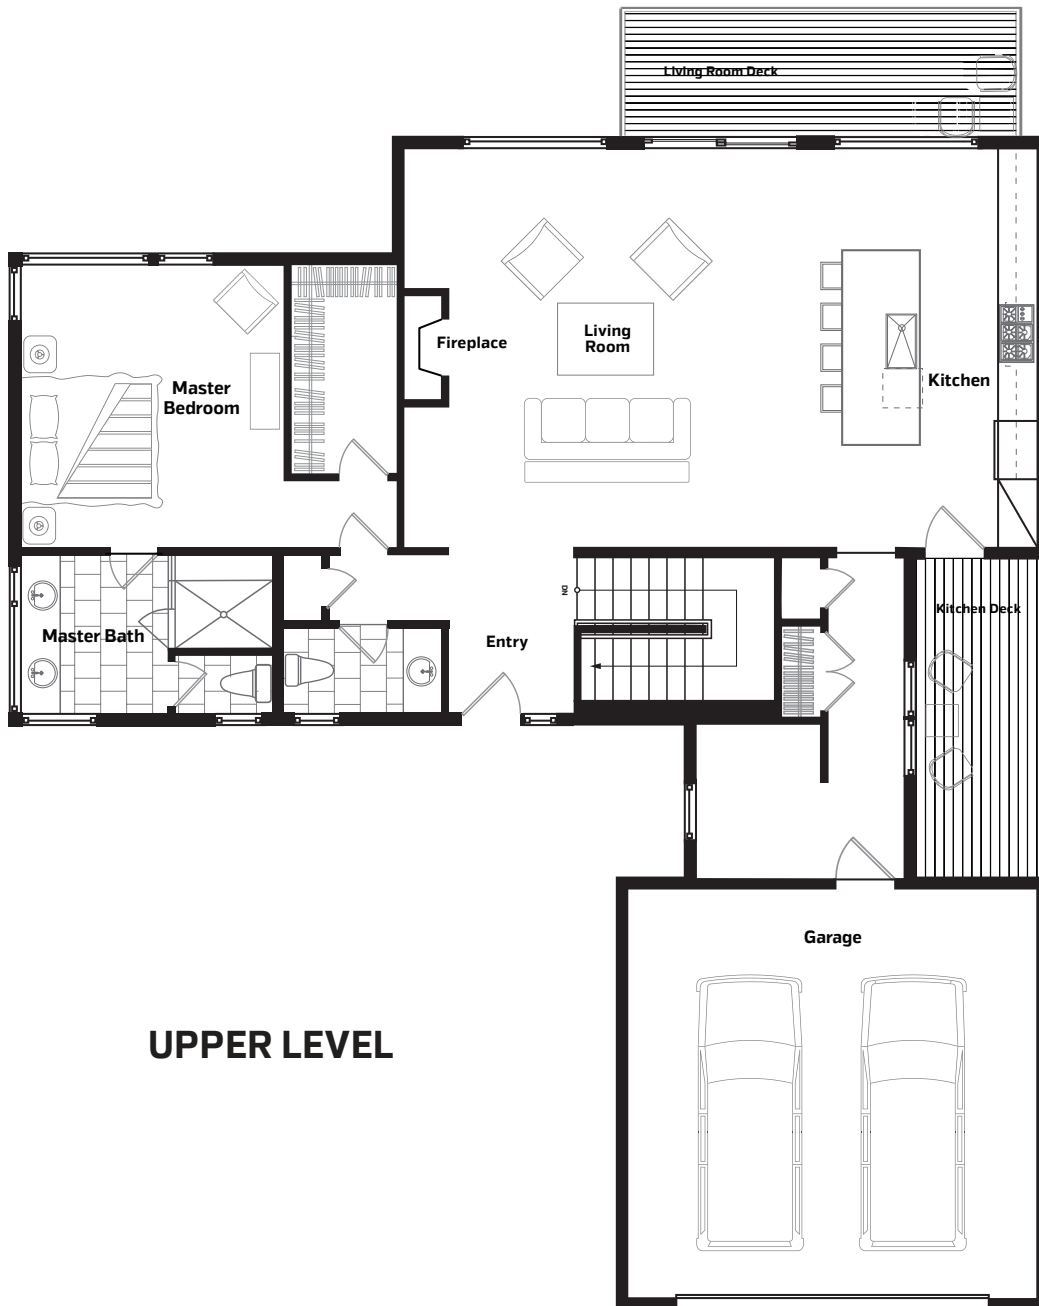 Living Room Deck
Fireplace
Living
Room
Master
Bedroom
Kitchen
DN
Kitchen Deck
Master Bath
Entry
Garage
UPPER LEVEL